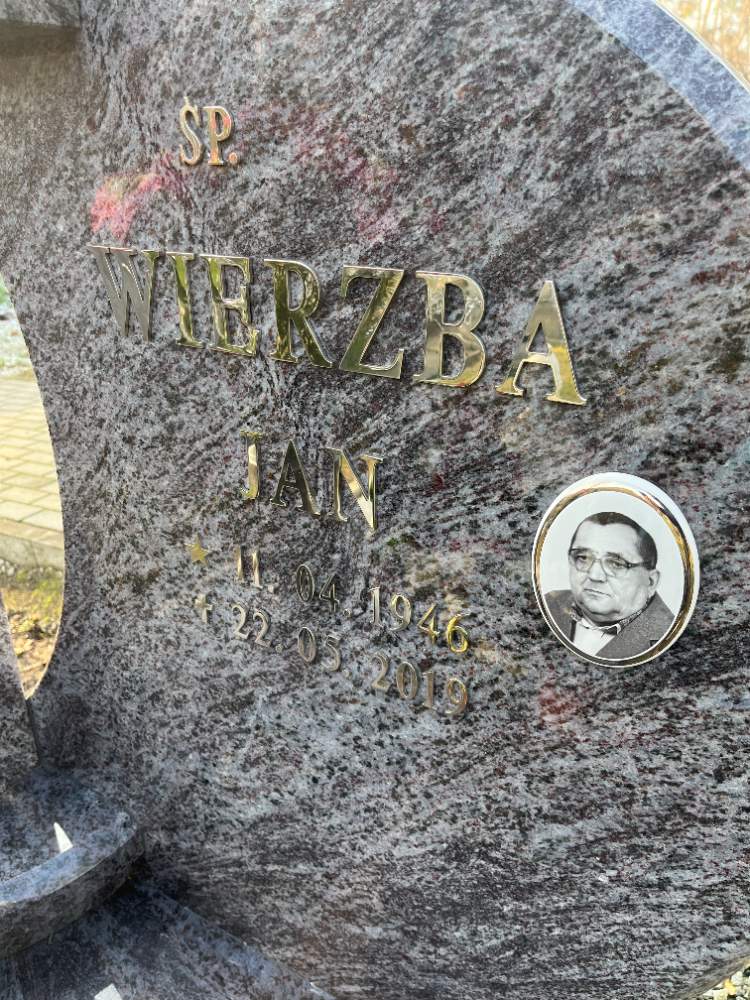 ŚP.
WIERZBA
JAN
★ 11. 04. 1946
✝ 22. 05. 2019